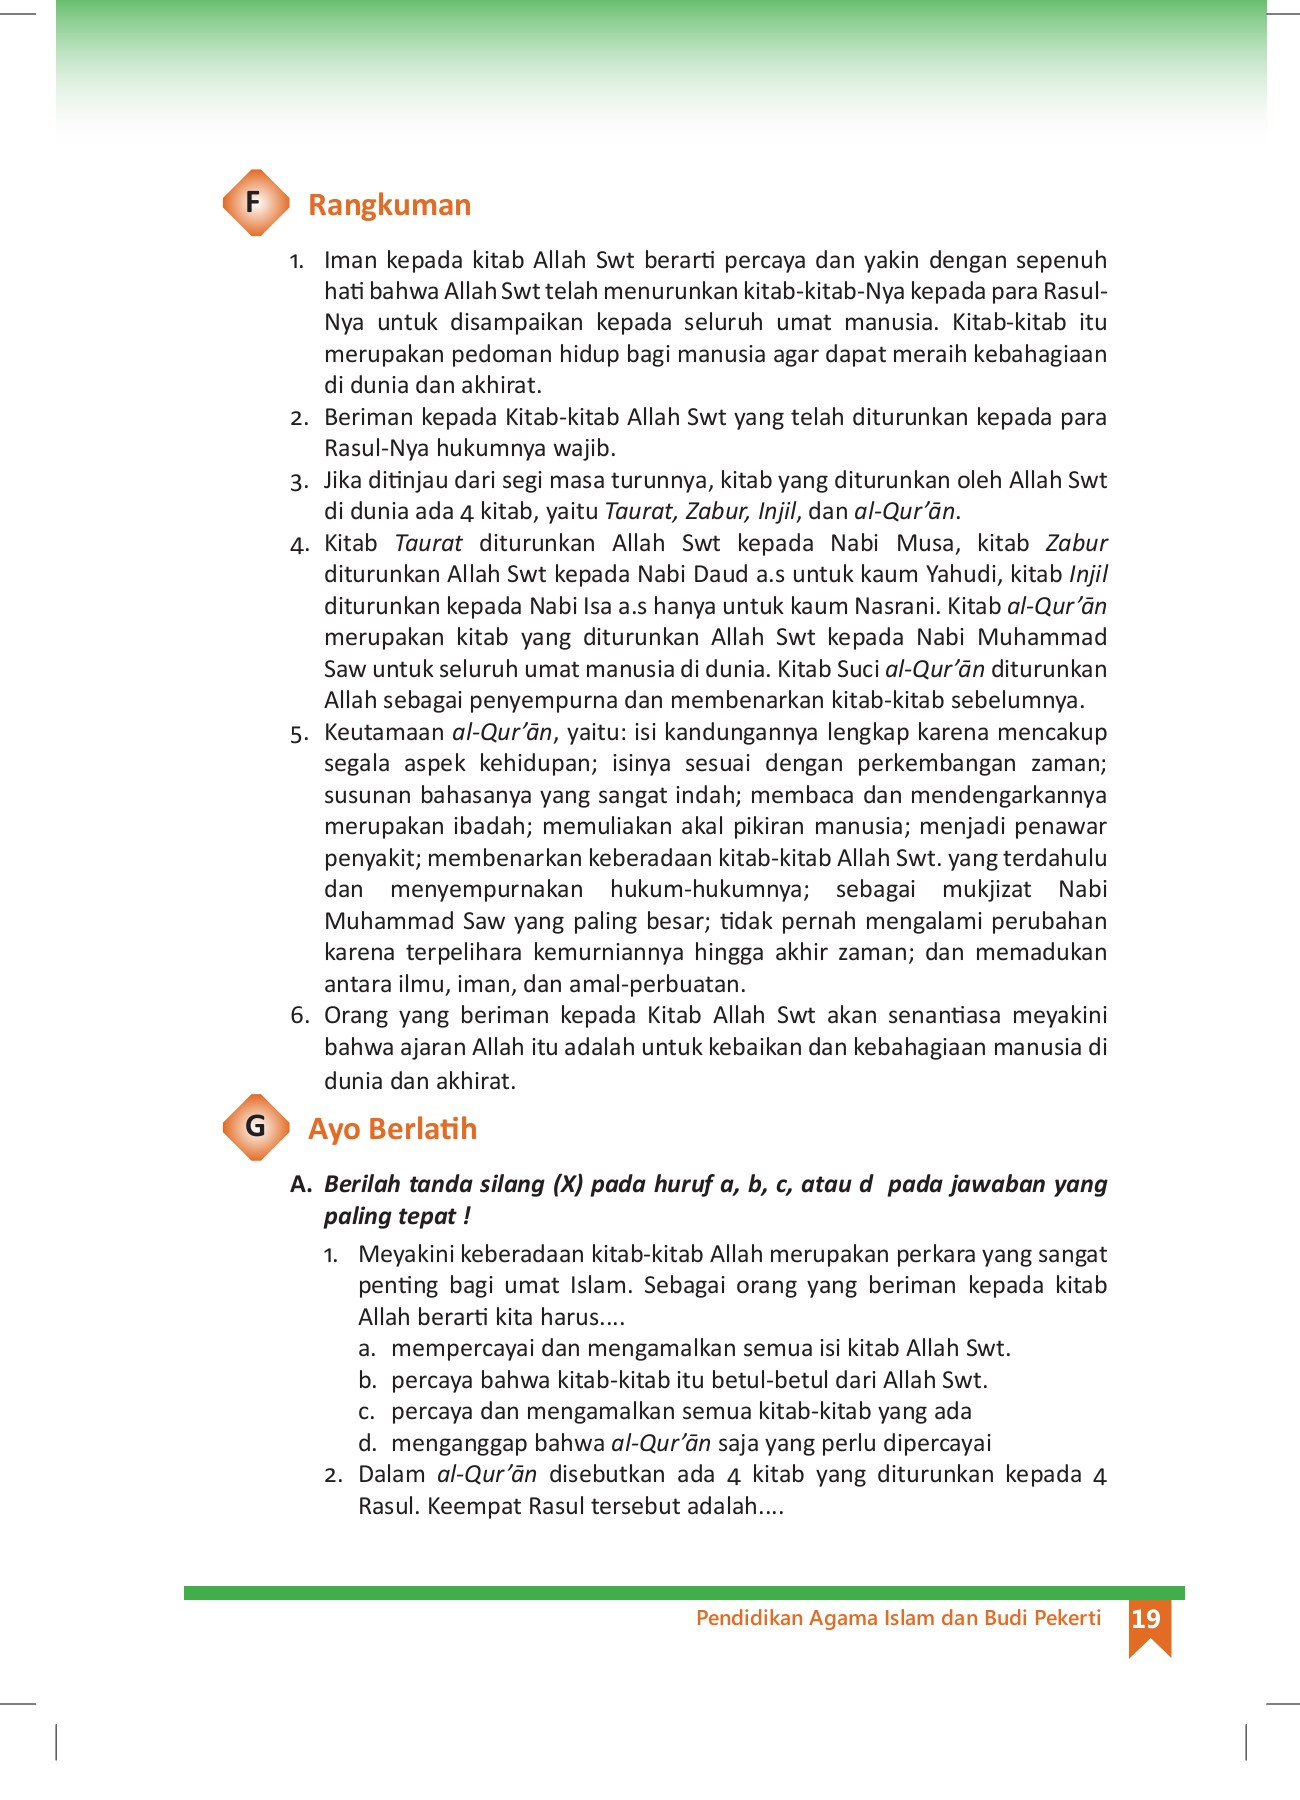 F Rangkuman
1. Iman kepada kitab Allah Swt berarti percaya dan yakin dengan sepenuh
hati bahwa Allah Swt telah menurunkan kitab-kitab-Nya kepada para Rasul-
Nya untuk disampaikan kepada seluruh umat manusia. Kitab-kitab itu
merupakan pedoman hidup bagi manusia agar dapat meraih kebahagiaan
di dunia dan akhirat.
2. Beriman kepada Kitab-kitab Allah Swt yang telah diturunkan kepada para
Rasul-Nya hukumnya wajib.
3. Jika ditinjau dari segi masa turunnya, kitab yang diturunkan oleh Allah Swt
di dunia ada 4 kitab, yaitu Taurat, Zabur, Injil, dan al-Qur’ān.
4. Kitab Taurat diturunkan Allah Swt kepada Nabi Musa, kitab Zabur
diturunkan Allah Swt kepada Nabi Daud a.s untuk kaum Yahudi, kitab Injil
diturunkan kepada Nabi Isa a.s hanya untuk kaum Nasrani. Kitab al-Qur’ān
merupakan kitab yang diturunkan Allah Swt kepada Nabi Muhammad
Saw untuk seluruh umat manusia di dunia. Kitab Suci al-Qur’ān diturunkan
Allah sebagai penyempurna dan membenarkan kitab-kitab sebelumnya.
5. Keutamaan al-Qur’ān, yaitu: isi kandungannya lengkap karena mencakup
segala aspek kehidupan; isinya sesuai dengan perkembangan zaman;
susunan bahasanya yang sangat indah; membaca dan mendengarkannya
merupakan ibadah; memuliakan akal pikiran manusia; menjadi penawar
penyakit; membenarkan keberadaan kitab-kitab Allah Swt. yang terdahulu
dan menyempurnakan hukum-hukumnya; sebagai mukjizat Nabi
Muhammad Saw yang paling besar; tidak pernah mengalami perubahan
karena terpelihara kemurniannya hingga akhir zaman; dan memadukan
antara ilmu, iman, dan amal-perbuatan.
6. Orang yang beriman kepada Kitab Allah Swt akan senantiasa meyakini
bahwa ajaran Allah itu adalah untuk kebaikan dan kebahagiaan manusia di
dunia dan akhirat.
G Ayo Berlatih
A. Berilah tanda silang (X) pada huruf a, b, c, atau d pada jawaban yang
paling tepat !
1. Meyakini keberadaan kitab-kitab Allah merupakan perkara yang sangat
penting bagi umat Islam. Sebagai orang yang beriman kepada kitab
Allah berarti kita harus....
a. mempercayai dan mengamalkan semua isi kitab Allah Swt.
b. percaya bahwa kitab-kitab itu betul-betul dari Allah Swt.
c. percaya dan mengamalkan semua kitab-kitab yang ada
d. menganggap bahwa al-Qur’ān saja yang perlu dipercayai
2. Dalam al-Qur’ān disebutkan ada 4 kitab yang diturunkan kepada 4
Rasul. Keempat Rasul tersebut adalah....
Pendidikan Agama Islam dan Budi Pekerti 19